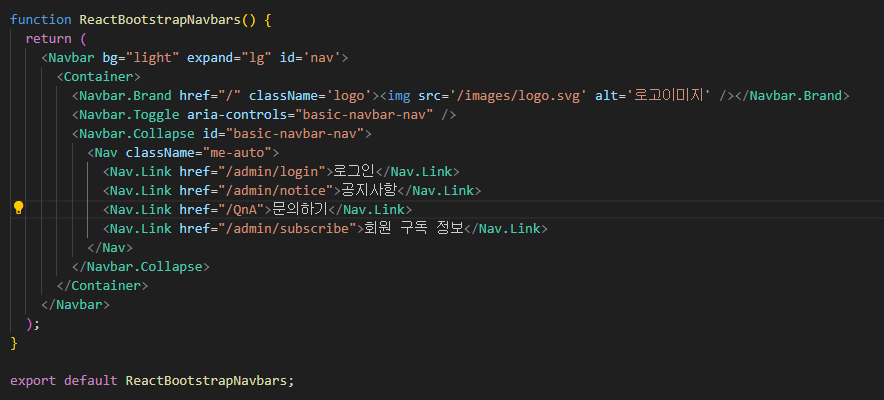 function ReactBootstrapNavbars() {
  return (
    <Navbar bg="light" expand="lg" id='nav'>
      <Container>
        <Navbar.Brand href="/" className='logo'><img src='/images/logo.svg' alt='로고이미지' /></Navbar.Brand>
        <Navbar.Toggle aria-controls="basic-navbar-nav" />
        <Navbar.Collapse id="basic-navbar-nav">
          <Nav className="me-auto">
            <Nav.Link href="/admin/login">로그인</Nav.Link>
            <Nav.Link href="/admin/notice">공지사항</Nav.Link>
            <Nav.Link href="/QnA">문의하기</Nav.Link>
            <Nav.Link href="/admin/subscribe">회원 구독 정보</Nav.Link>
          </Nav>
        </Navbar.Collapse>
      </Container>
    </Navbar>
  );
}
export default ReactBootstrapNavbars;